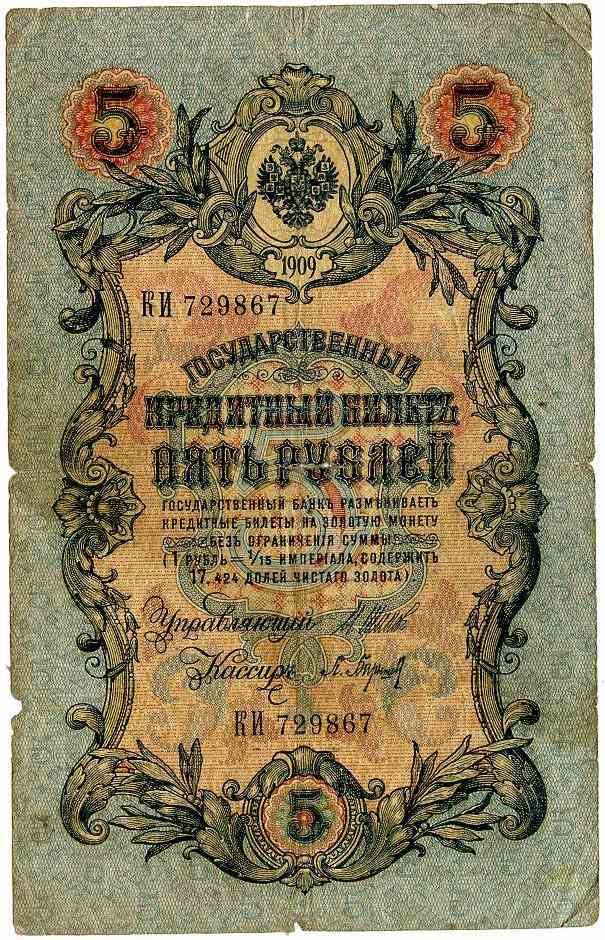 5 5
1909
КИ 729867
ГОСУДАРСТВЕННЫЙ
КРЕДИТНЫЙ БИЛЕТЪ
ПЯТЬ РУБЛЕЙ
ГОСУДАРСТВЕННЫЙ БАНКЪ РАЗМѢНИВАЕТЪ
КРЕДИТНЫЕ БИЛЕТЫ НА ЗОЛОТУЮ МОНЕТУ
БЕЗЪ ОГРАНИЧЕНІЯ СУММЫ
(1 РУБЛЬ = 1/15 ИМПЕРІАЛА, СОДЕРЖИТЪ
17,424 ДОЛЕЙ ЧИСТАГО ЗОЛОТА).
Управляющій
Кассиръ
КИ 729867
5